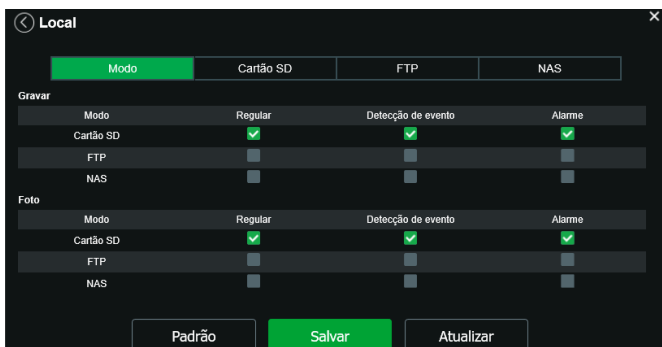 Local
Modo Cartão SD FTP NAS
Gravar
Modo Regular Detecção de evento Alarme
Cartão SD
FTP
NAS
Foto
Modo Regular Detecção de evento Alarme
Cartão SD
FTP
NAS
Padrão Salvar Atualizar